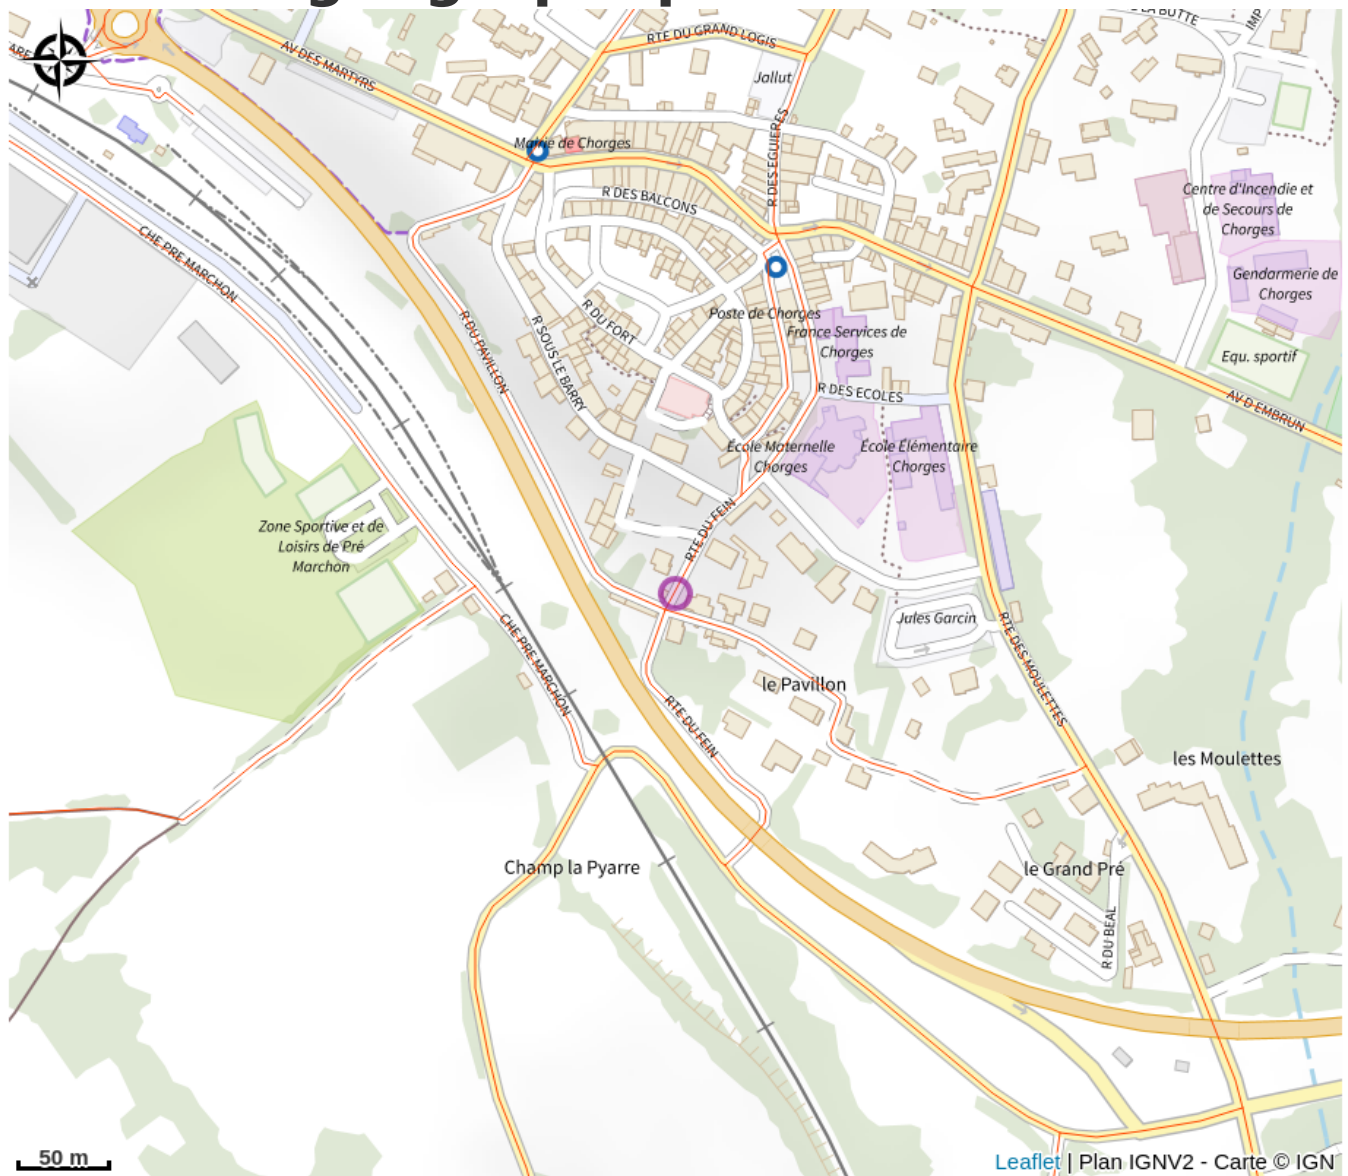 LA BUTTE
IMP
RTE DU GRAND LOGIS
AV DES MARTYRS
Jallut
R DES EGUIERES
Mairie de Chorges
R DES BALCONS
Centre d'Incendie et
de Secours de
Chorges
CHE PRE MARCHON
Gendarmerie de
Chorges
R DU FORT
Poste de Chorges
France Services de
Chorges
R DU PAVILLON
R SOUS LE BARRY
Equ. sportif
R DES ECOLES
AV D EMBRUN
École Maternelle
Chorges
École Élémentaire
Chorges
Zone Sportive et de
Loisirs de Pré
Marchon
RTE DU FEIN
Jules Garcin
CHE PRE MARCHON
RTE DES MOULETTES
le Pavillon
RTE DU FEIN
les Moulettes
Champ la Pyarre
le Grand Pré
R DU BEAL
50 m
Leaflet | Plan IGNV2 - Carte © IGN